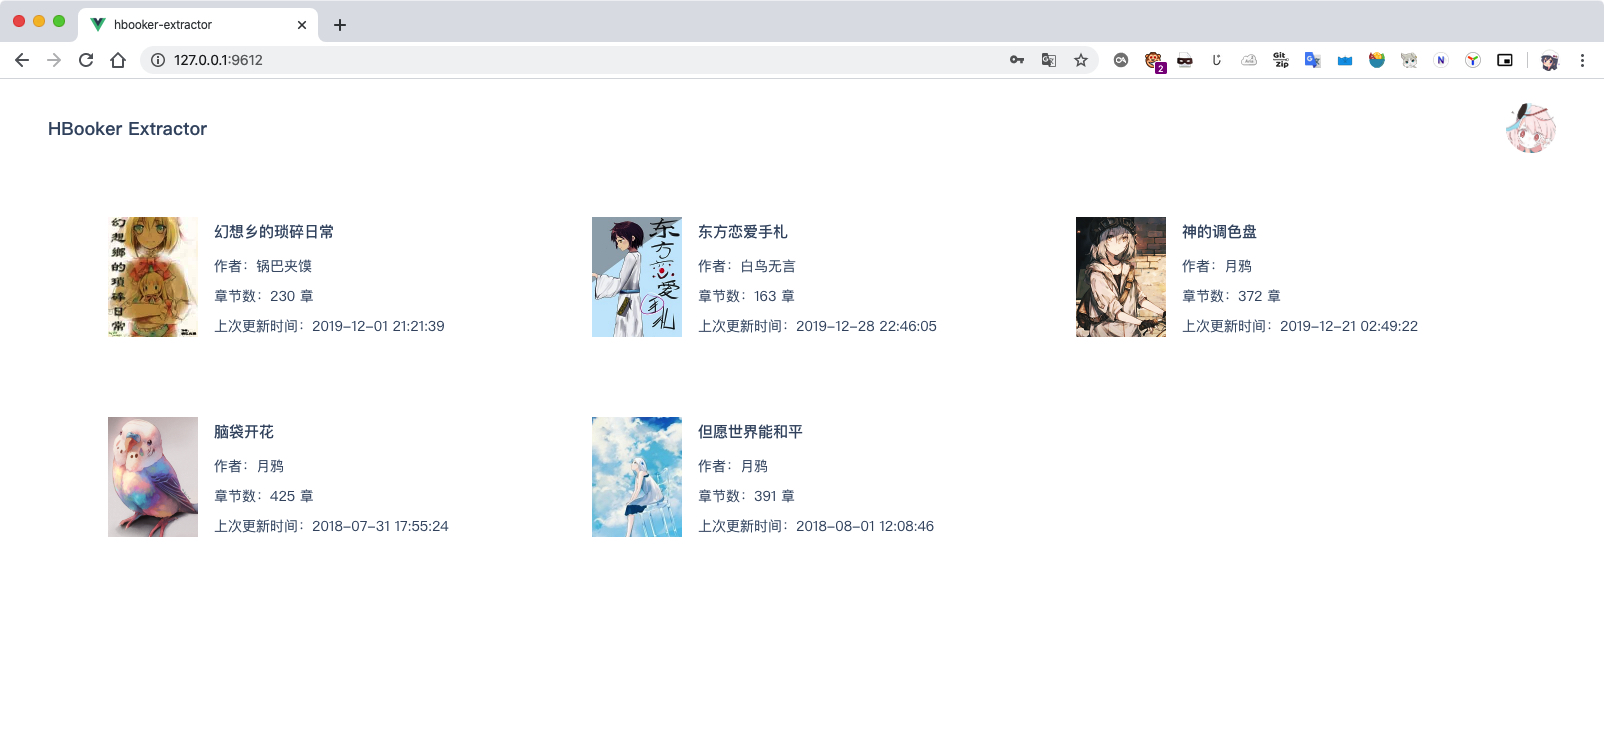 hbooker-extractor
127.0.0.1:9612
Git
Zip
2
N
HBooker Extractor
幻想鄉的瑣碎日常
幻想乡的琐碎日常
作者：锅巴夹馍
章节数：230 章
上次更新时间：2019-12-01 21:21:39
东方恋爱手札
东方恋爱手札
作者：白鸟无言
章节数：163 章
上次更新时间：2019-12-28 22:46:05
神的调色盘
作者：月鸦
章节数：372 章
上次更新时间：2019-12-21 02:49:22
脑袋开花
作者：月鸦
章节数：425 章
上次更新时间：2018-07-31 17:55:24
但愿世界能和平
作者：月鸦
章节数：391 章
上次更新时间：2018-08-01 12:08:46